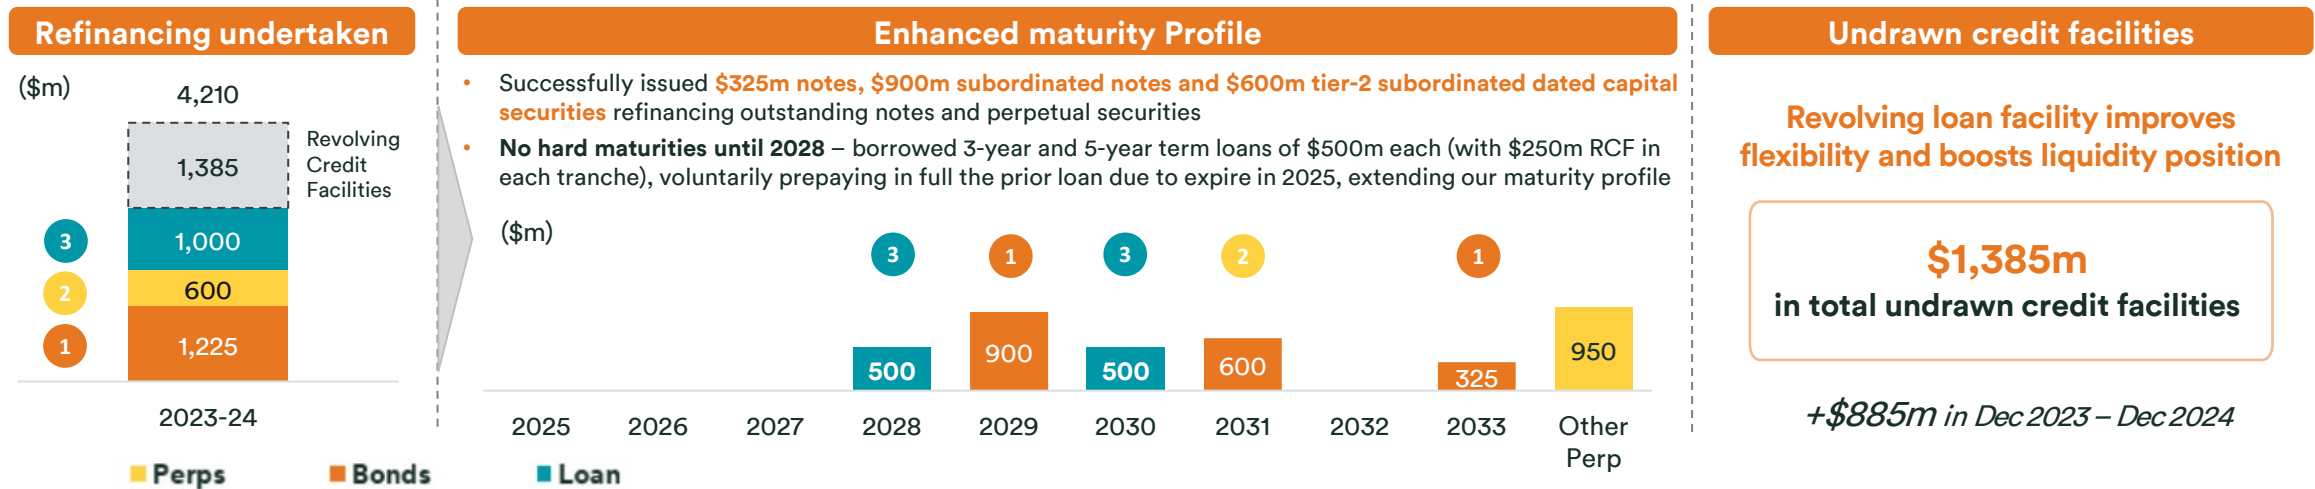 Refinancing undertaken
($m)
4,210
1,385
Revolving
Credit
Facilities
3
1,000
2
600
1
1,225
2023-24
Perps
Bonds
Loan
Enhanced maturity Profile
• Successfully issued $325m notes, $900m subordinated notes and $600m tier-2 subordinated dated capital
securities refinancing outstanding notes and perpetual securities
• No hard maturities until 2028 – borrowed 3-year and 5-year term loans of $500m each (with $250m RCF in
each tranche), voluntarily prepaying in full the prior loan due to expire in 2025, extending our maturity profile
($m)
3 1 3 2 1
500 900 500 600 325 950
2025 2026 2027 2028 2029 2030 2031 2032 2033 Other
Perp
Undrawn credit facilities
Revolving loan facility improves
flexibility and boosts liquidity position
$1,385m
in total undrawn credit facilities
+$885m in Dec 2023 – Dec 2024